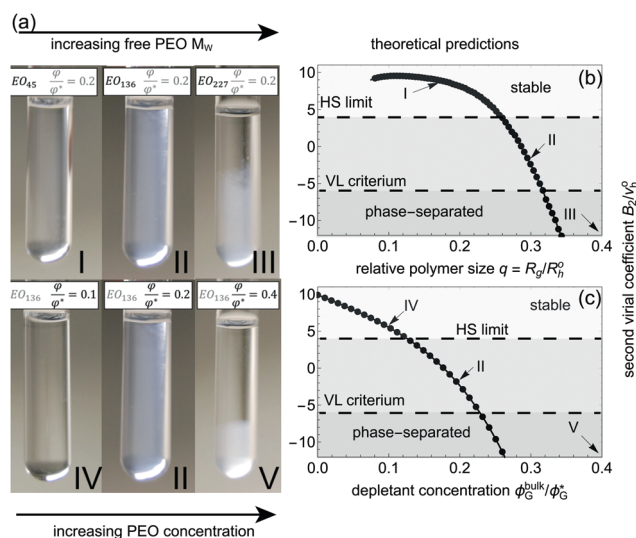 (a)
increasing free PEO Mw
EO45 φ/φ* = 0.2
EO136 φ/φ* = 0.2
EO227 φ/φ* = 0.2
I
II
III
EO136 φ/φ* = 0.1
EO136 φ/φ* = 0.2
EO136 φ/φ* = 0.4
IV
II
V
increasing PEO concentration
theoretical predictions
(b)
10
5
0
−5
−10
I
stable
HS limit
II
VL criterium
phase-separated
III
0.0 0.1 0.2 0.3 0.4
relative polymer size q = Rg/Rh°
(c)
10
5
0
−5
−10
IV
stable
HS limit
II
VL criterium
phase-separated
V
0.0 0.1 0.2 0.3 0.4
depletant concentration ϕG^bulk/ϕG*
second virial coefficient B2/vh°